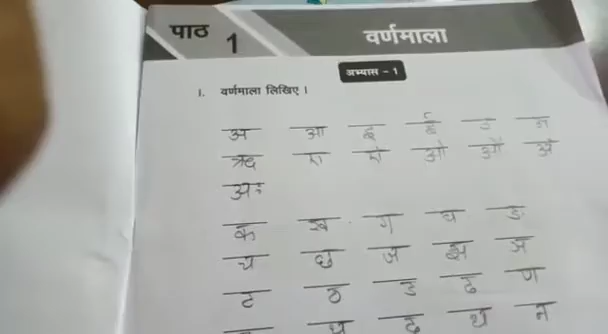 पाठ 1 वर्णमाला
अभ्यास - 1
1. वर्णमाला लिखिए ।
अ आ इ ई उ ऊ
ऋ ए ऐ ओ औ अं
अः
क ख ग घ ङ
च छ ज झ ञ
ट ठ ड ढ ण
थ द ध न